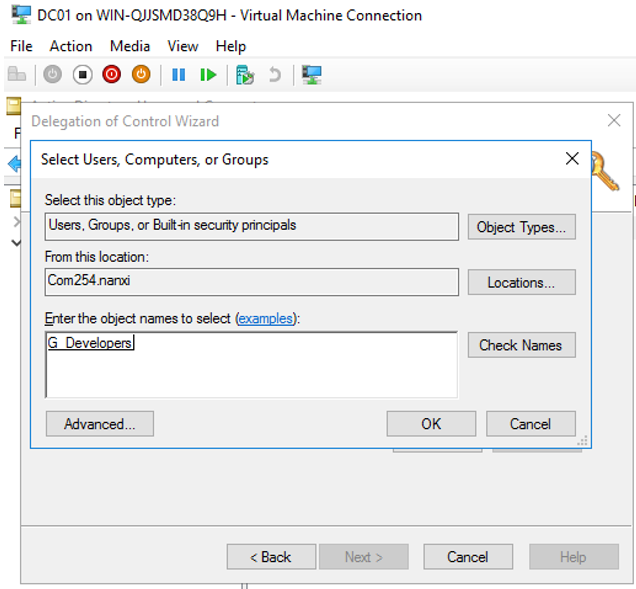 DC01 on WIN-QJJSMD38Q9H - Virtual Machine Connection
File Action Media View Help
Delegation of Control Wizard
Select Users, Computers, or Groups
Select this object type:
Users, Groups, or Built-in security principals
Object Types...
From this location:
Com254.nanxi
Locations...
Enter the object names to select (examples):
G_Developers
Check Names
Advanced...
OK
Cancel
< Back
Next >
Cancel
Help